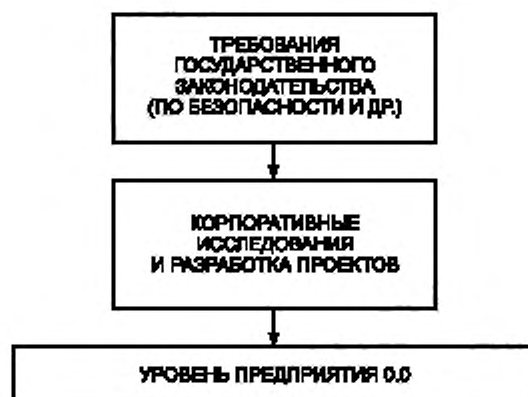 ТРЕБОВАНИЯ
ГОСУДАРСТВЕННОГО
ЗАКОНОДАТЕЛЬСТВА
(ПО БЕЗОПАСНОСТИ И ДР.)
КОРПОРАТИВНЫЕ
ИССЛЕДОВАНИЯ
И РАЗРАБОТКА ПРОЕКТОВ
УРОВЕНЬ ПРЕДПРИЯТИЯ 0.0